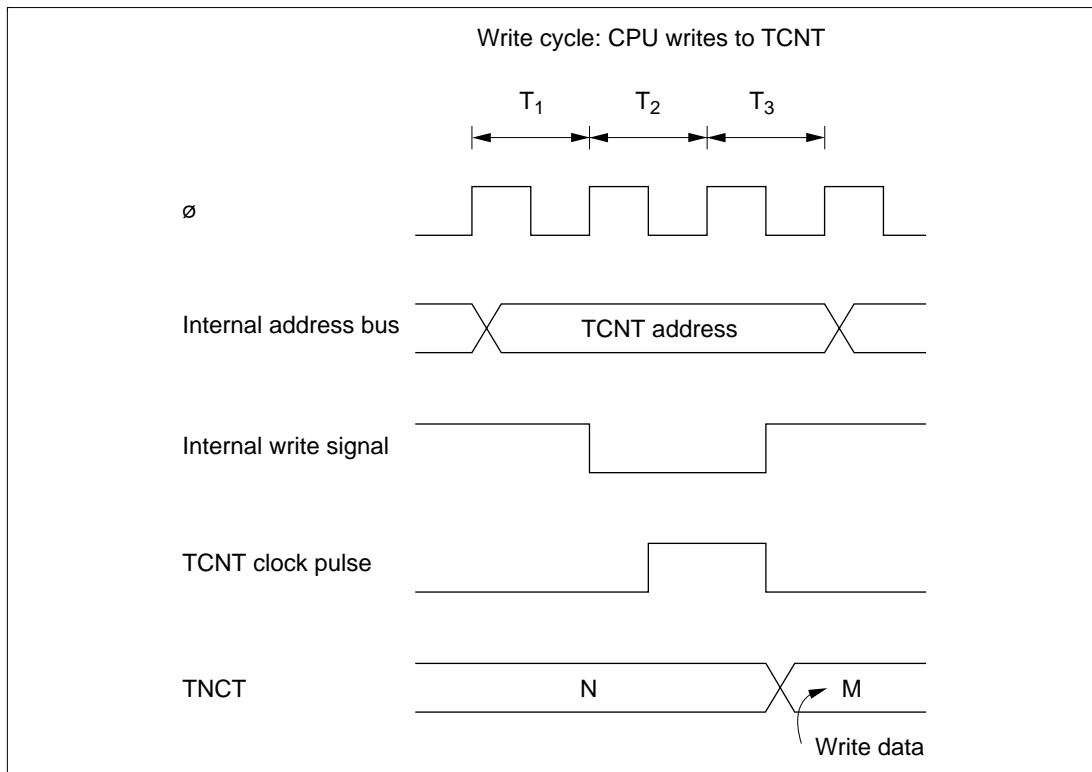 Write cycle: CPU writes to TCNT
T1 T2 T3
ø
Internal address bus
TCNT address
Internal write signal
TCNT clock pulse
TNCT
N
M
Write data